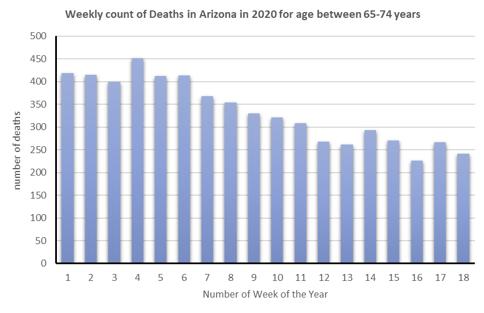 Weekly count of Deaths in Arizona in 2020 for age between 65-74 years
500
450
400
350
300
250
200
150
100
50
0
number of deaths
1 2 3 4 5 6 7 8 9 10 11 12 13 14 15 16 17 18
Number of Week of the Year